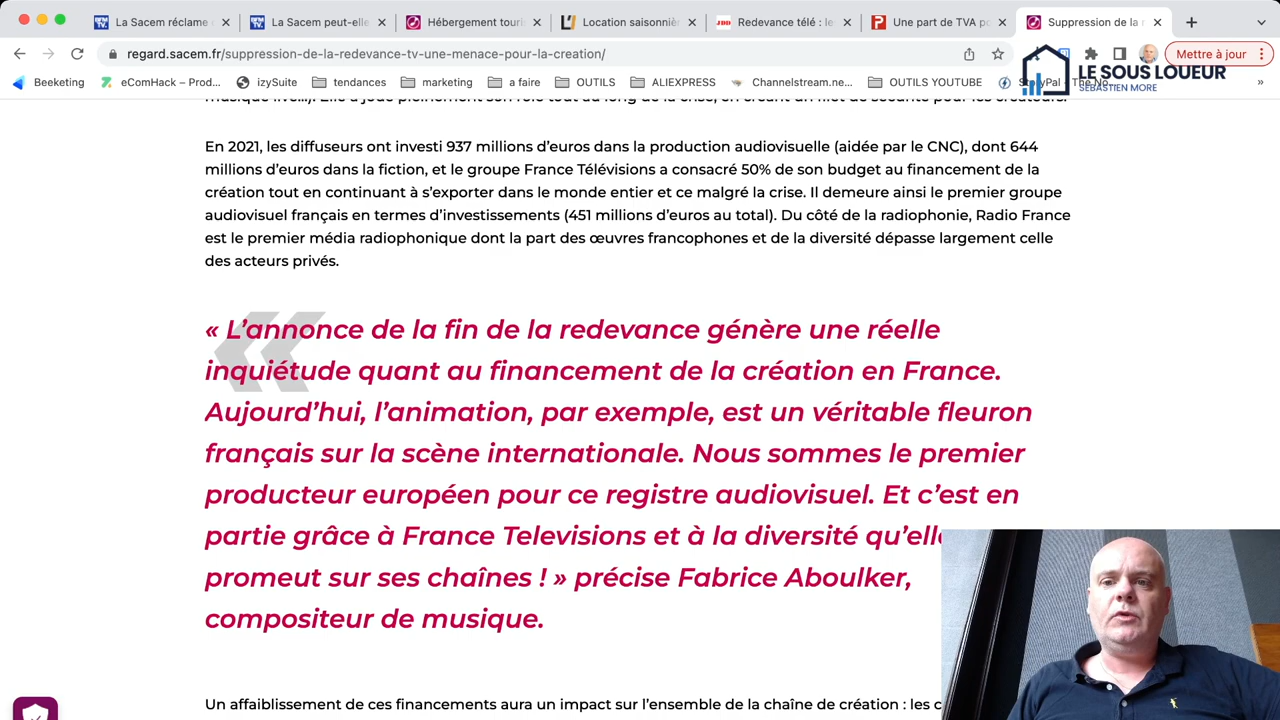 La Sacem réclame
La Sacem peut-elle
Hébergement touri
Location saisonnièr
Redevance télé : le
Une part de TVA po
Suppression de la r
regard.sacem.fr/suppression-de-la-redevance-tv-une-menace-pour-la-creation/
Mettre à jour
Beeketing
eComHack – Prod...
izySuite
tendances
marketing
a faire
OUTILS
ALIEXPRESS
Channelstream.ne...
OUTILS YOUTUBE
LE SOUS LOUEUR
SÉBASTIEN MORE
En 2021, les diffuseurs ont investi 937 millions d’euros dans la production audiovisuelle (aidée par le CNC), dont 644
millions d’euros dans la fiction, et le groupe France Télévisions a consacré 50% de son budget au financement de la
création tout en continuant à s’exporter dans le monde entier et ce malgré la crise. Il demeure ainsi le premier groupe
audiovisuel français en termes d’investissements (451 millions d’euros au total). Du côté de la radiophonie, Radio France
est le premier média radiophonique dont la part des œuvres francophones et de la diversité dépasse largement celle
des acteurs privés.
« L’annonce de la fin de la redevance génère une réelle
inquiétude quant au financement de la création en France.
Aujourd’hui, l’animation, par exemple, est un véritable fleuron
français sur la scène internationale. Nous sommes le premier
producteur européen pour ce registre audiovisuel. Et c’est en
partie grâce à France Televisions et à la diversité qu’elle
promeut sur ses chaînes ! » précise Fabrice Aboulker,
compositeur de musique.
Un affaiblissement de ces financements aura un impact sur l’ensemble de la chaîne de création : les